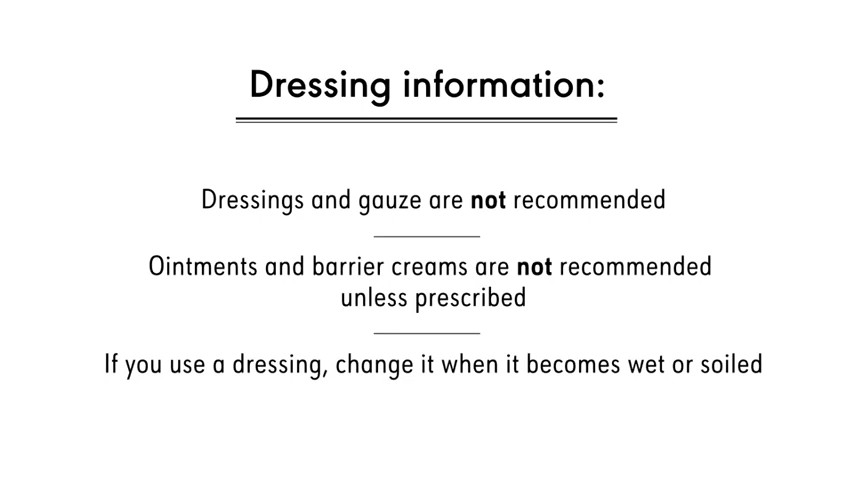 Dressing information:
Dressings and gauze are not recommended
Ointments and barrier creams are not recommended
unless prescribed
If you use a dressing, change it when it becomes wet or soiled